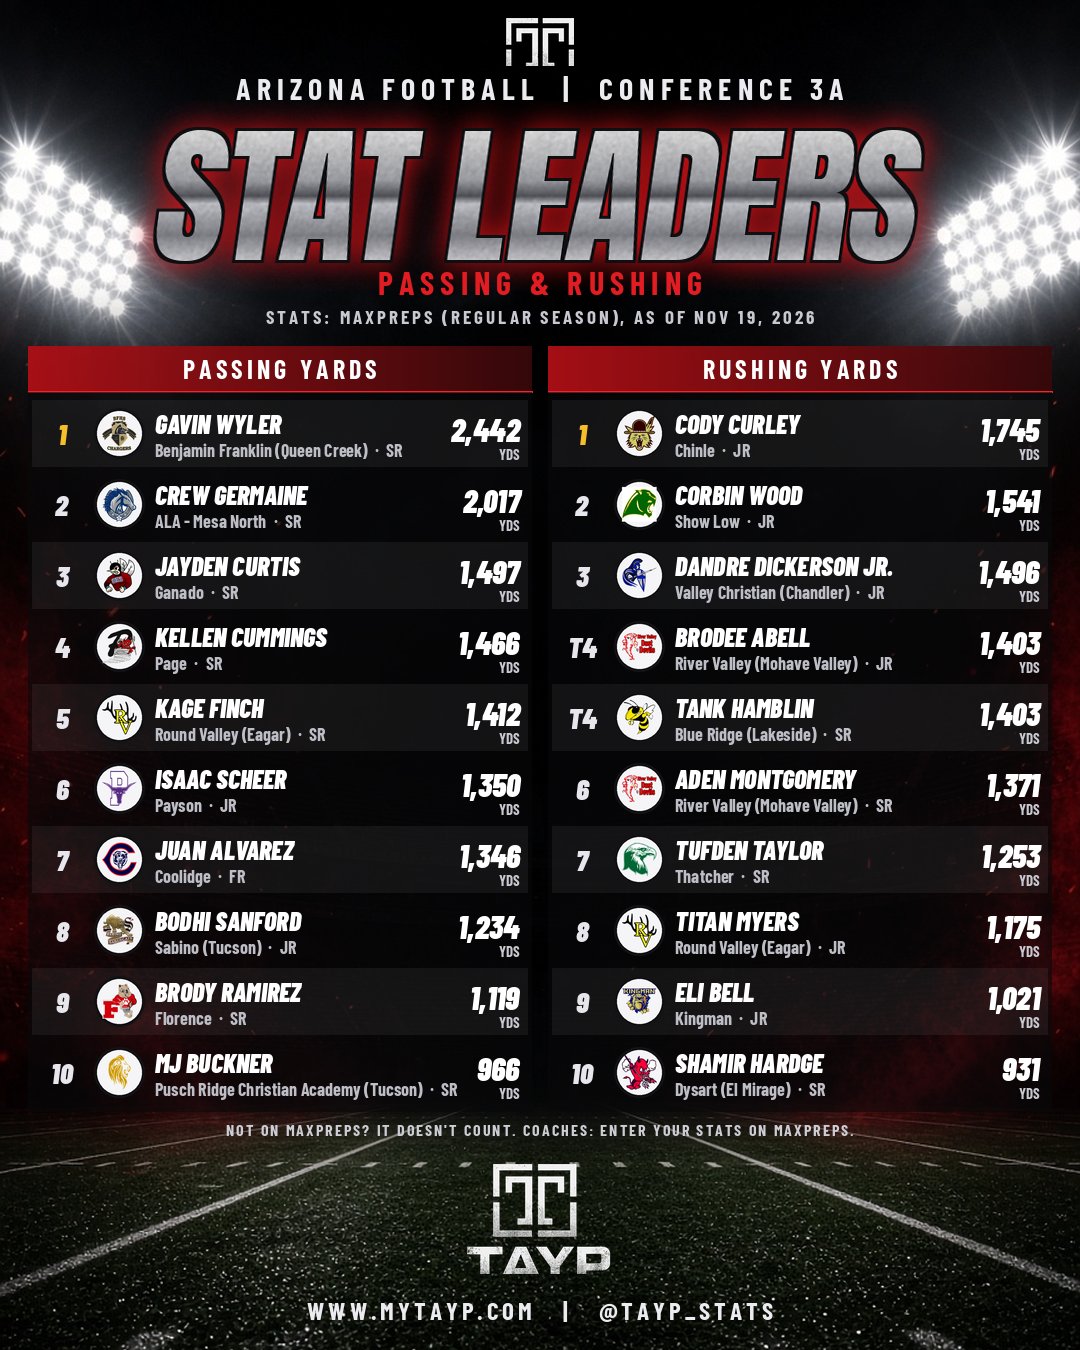 ARIZONA FOOTBALL | CONFERENCE 3A
STAT LEADERS
PASSING & RUSHING
STATS: MAXPREPS (REGULAR SEASON), AS OF NOV 19, 2026
PASSING YARDS
1 GAVIN WYLER 2,442
Benjamin Franklin (Queen Creek) · SR YDS
2 CREW GERMAINE 2,017
ALA - Mesa North · SR YDS
3 JAYDEN CURTIS 1,497
Ganado · SR YDS
4 KELLEN CUMMINGS 1,466
Page · SR YDS
5 KAGE FINCH 1,412
Round Valley (Eagar) · SR YDS
6 ISAAC SCHEER 1,350
Payson · JR YDS
7 JUAN ALVAREZ 1,346
Coolidge · FR YDS
8 BODHI SANFORD 1,234
Sabino (Tucson) · JR YDS
9 BRODY RAMIREZ 1,119
Florence · SR YDS
10 MJ BUCKNER 966
Pusch Ridge Christian Academy (Tucson) · SR YDS
RUSHING YARDS
1 CODY CURLEY 1,745
Chinle · JR YDS
2 CORBIN WOOD 1,541
Show Low · JR YDS
3 DANDRE DICKERSON JR. 1,496
Valley Christian (Chandler) · JR YDS
T4 BRODEE ABELL 1,403
River Valley (Mohave Valley) · JR YDS
T4 TANK HAMBLIN 1,403
Blue Ridge (Lakeside) · SR YDS
6 ADEN MONTGOMERY 1,371
River Valley (Mohave Valley) · SR YDS
7 TUFDEN TAYLOR 1,253
Thatcher · SR YDS
8 TITAN MYERS 1,175
Round Valley (Eagar) · JR YDS
9 ELI BELL 1,021
Kingman · JR YDS
10 SHAMIR HARDGE 931
Dysart (El Mirage) · SR YDS
NOT ON MAXPREPS? IT DOESN'T COUNT. COACHES: ENTER YOUR STATS ON MAXPREPS.
TAYP
WWW.MYTAYP.COM | @TAYP_STATS